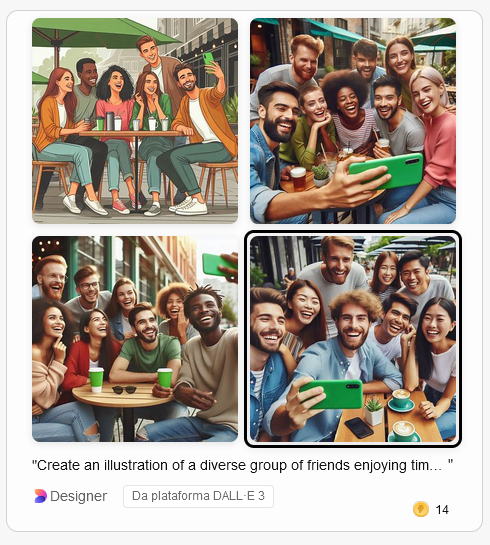 "Create an illustration of a diverse group of friends enjoying tim... "
Designer
Da plataforma DALL·E 3
14